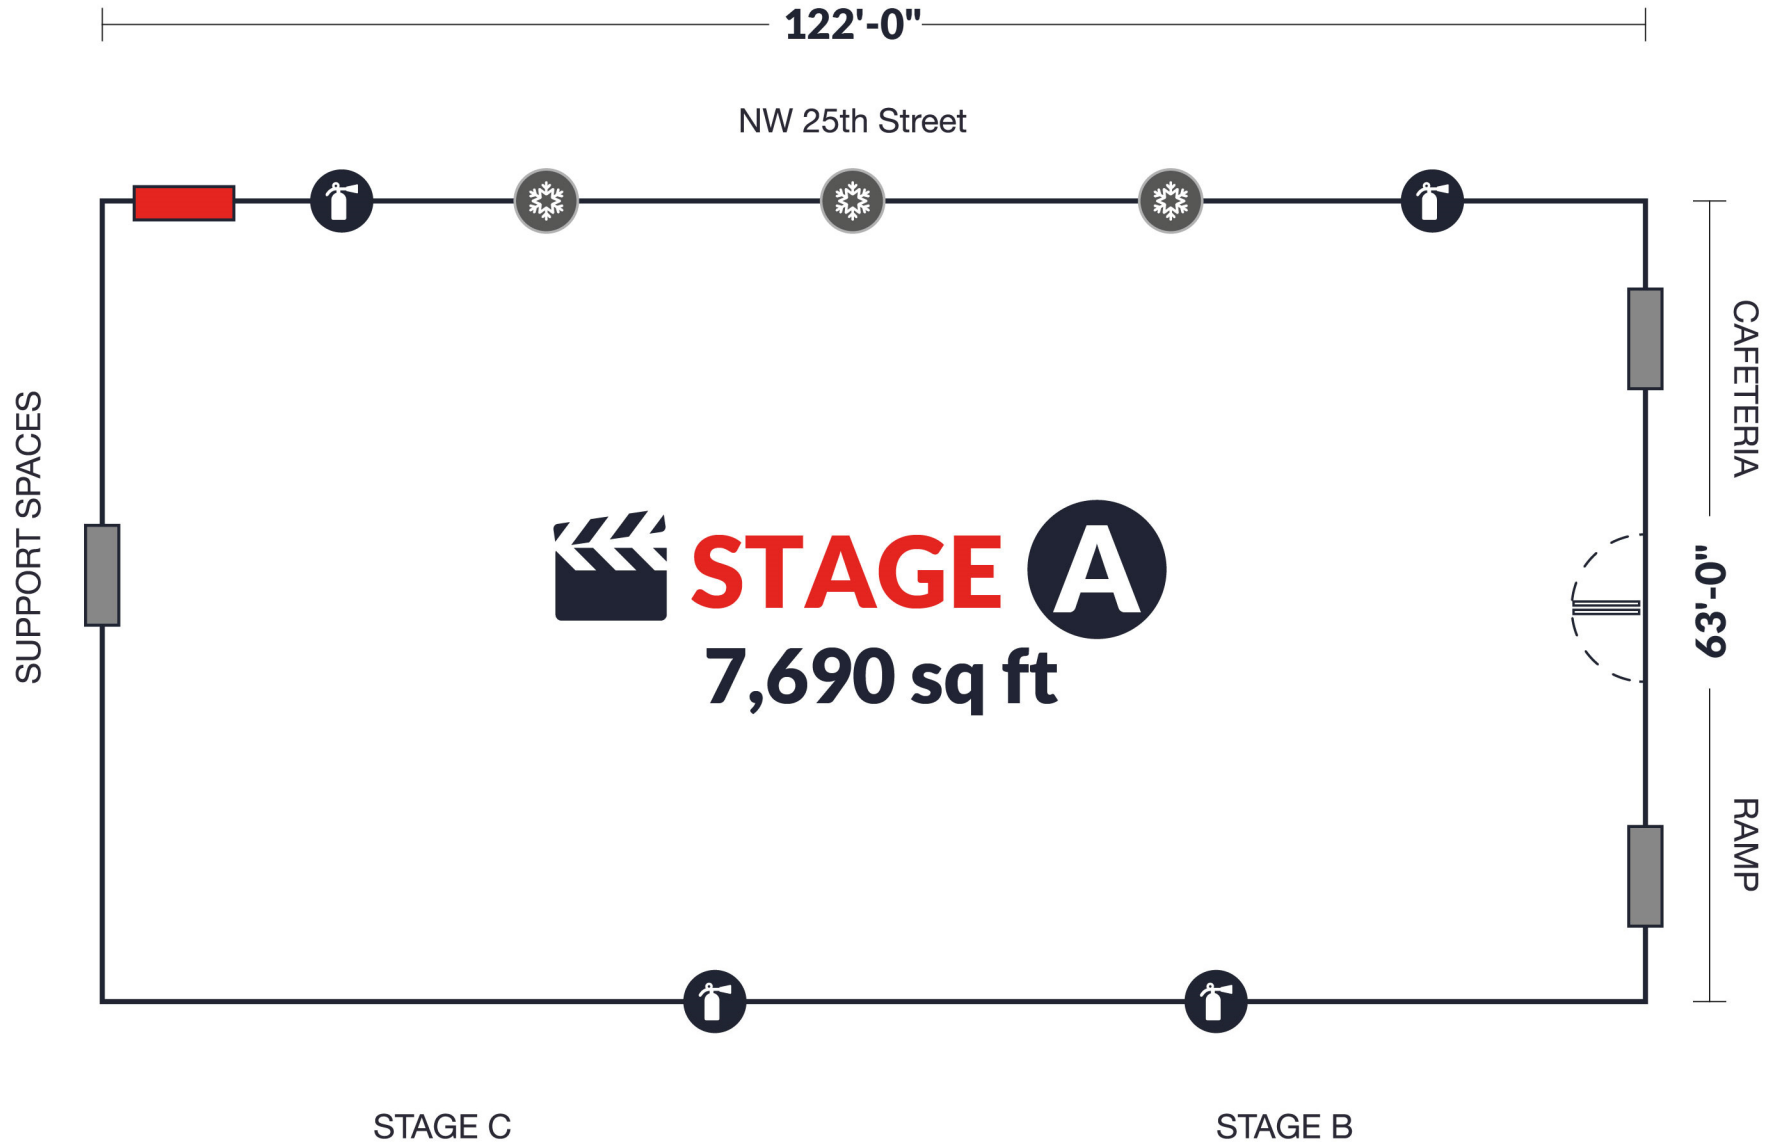 122'-0"
NW 25th Street
SUPPORT SPACES
CAFETERIA
STAGE A
7,690 sq ft
63'-0"
RAMP
STAGE C
STAGE B